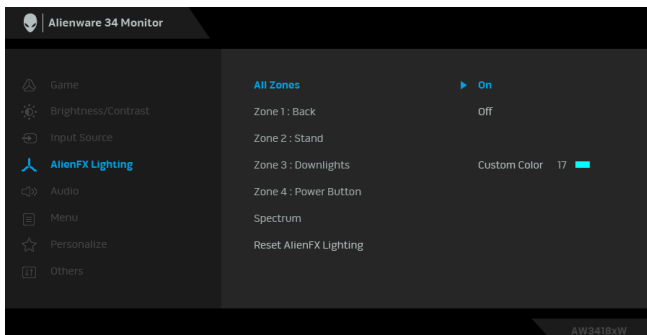 Alienware 34 Monitor
Game
Brightness/Contrast
Input Source
AlienFX Lighting
Audio
Menu
Personalize
Others
All Zones
On
Zone 1 : Back
Off
Zone 2 : Stand
Zone 3 : Downlights
Custom Color 17
Zone 4 : Power Button
Spectrum
Reset AlienFX Lighting
AW3418xW